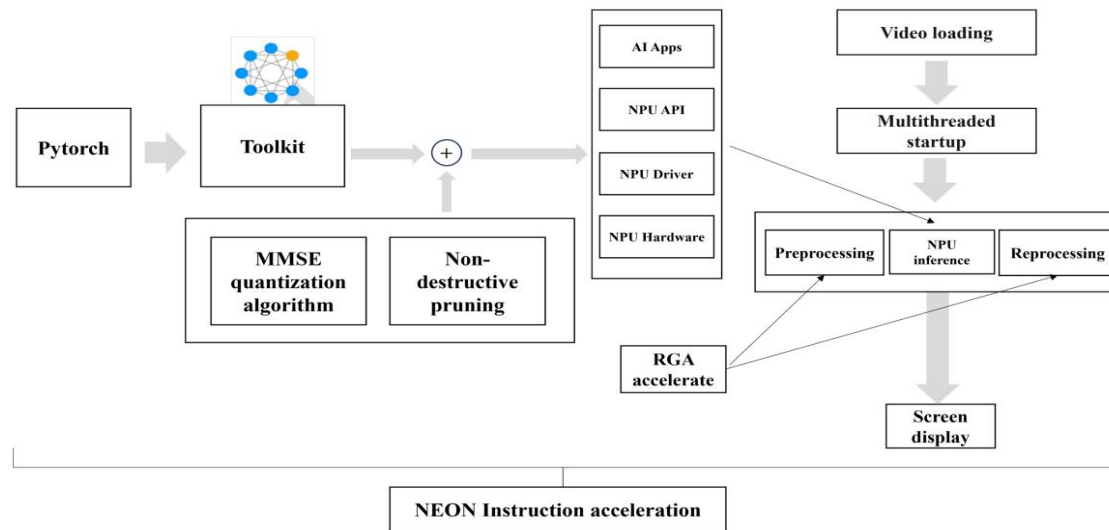 Pytorch
Toolkit
+
MMSE
quantization
algorithm
Non-
destructive
pruning
AI Apps
NPU API
NPU Driver
NPU Hardware
Video loading
Multithreaded
startup
Preprocessing
NPU
inference
Reprocessing
RGA
accelerate
Screen
display
NEON Instruction acceleration